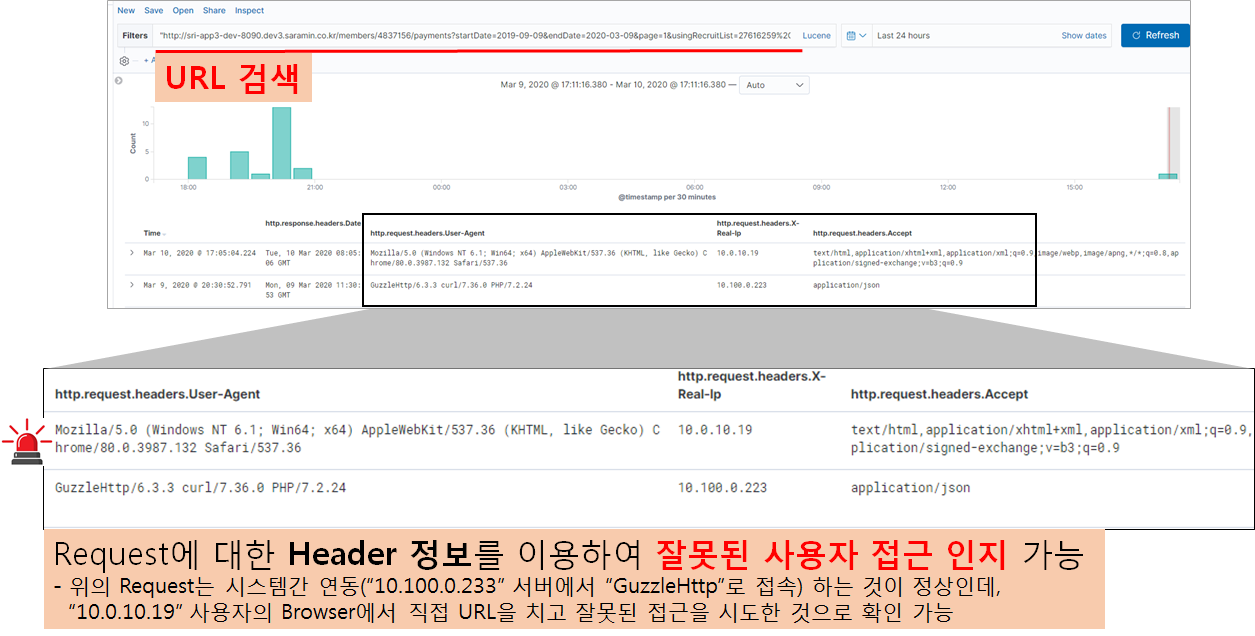 New Save Open Share Inspect
Filters "http://sri-app3-dev-8090.dev3.saramin.co.kr/members/4837156/payments?startDate=2019-09-09&endDate=2020-03-09&page=1&usingRecruitList=27616259%2C Lucene Last 24 hours Show dates Refresh
+ A
URL 검색
Mar 9, 2020 @ 17:11:16.380 - Mar 10, 2020 @ 17:11:16.380 — Auto
Count
10
5
0
18:00 21:00 00:00 03:00 06:00 09:00 12:00 15:00
@timestamp per 30 minutes
Time http.response.headers.Date http.request.headers.User-Agent http.request.headers.X-
Real-Ip http.request.headers.Accept
Mar 10, 2020 @ 17:05:04.224 Tue, 10 Mar 2020 08:05: Mozilla/5.0 (Windows NT 6.1; Win64; x64) AppleWebKit/537.36 (KHTML, like Gecko) C 10.0.10.19 text/html,application/xhtml+xml,application/xml;q=0.9,image/webp,image/apng,*/*;q=0.8,ap
06 GMT hrome/80.0.3987.132 Safari/537.36 plication/signed-exchange;v=b3;q=0.9
Mar 9, 2020 @ 20:30:52.791 Mon, 09 Mar 2020 11:30: GuzzleHttp/6.3.3 curl/7.36.0 PHP/7.2.24 10.100.0.223 application/json
53 GMT
http.request.headers.User-Agent http.request.headers.X-
Real-Ip http.request.headers.Accept
Mozilla/5.0 (Windows NT 6.1; Win64; x64) AppleWebKit/537.36 (KHTML, like Gecko) C 10.0.10.19 text/html,application/xhtml+xml,application/xml;q=0.9,
hrome/80.0.3987.132 Safari/537.36 plication/signed-exchange;v=b3;q=0.9
GuzzleHttp/6.3.3 curl/7.36.0 PHP/7.2.24 10.100.0.223 application/json
Request에 대한 Header 정보를 이용하여 잘못된 사용자 접근 인지 가능
- 위의 Request는 시스템간 연동("10.100.0.233" 서버에서 "GuzzleHttp"로 접속) 하는 것이 정상인데,
"10.0.10.19" 사용자의 Browser에서 직접 URL을 치고 잘못된 접근을 시도한 것으로 확인 가능